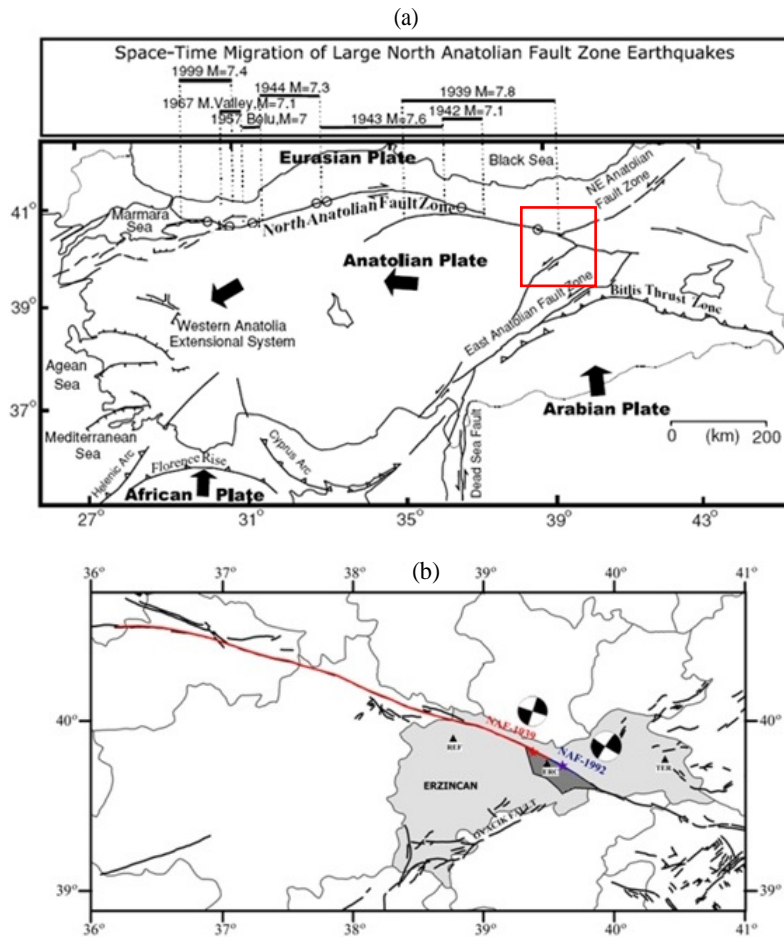 (a)
Space-Time Migration of Large North Anatolian Fault Zone Earthquakes
1999 M=7.4
1944 M=7.3
1939 M=7.8
1967 M.Valley,M=7.1
1957 Bolu,M=7
1943 M=7.6
1942 M=7.1
Eurasian Plate
Black Sea
NE Anatolian
Fault Zone
41°
Marmara
Sea
North Anatolian Fault Zone
Anatolian Plate
39°
Western Anatolia
Extensional System
East Anatolian Fault Zone
Bitlis Thrust Zone
Agean
Sea
37°
Arabian Plate
Mediterranean
Sea
Helenic Arc
Florence Rise
Cyprus Arc
Dead Sea Fault
0 (km) 200
African Plate
27° 31° 35° 39° 43°
(b)
36° 37° 38° 39° 40° 41°
40° 40°
NAF-1939
NAF-1992
REF
ERC
TER
ERZINCAN
OVACIK FAULT
39° 39°
36° 37° 38° 39° 40° 41°